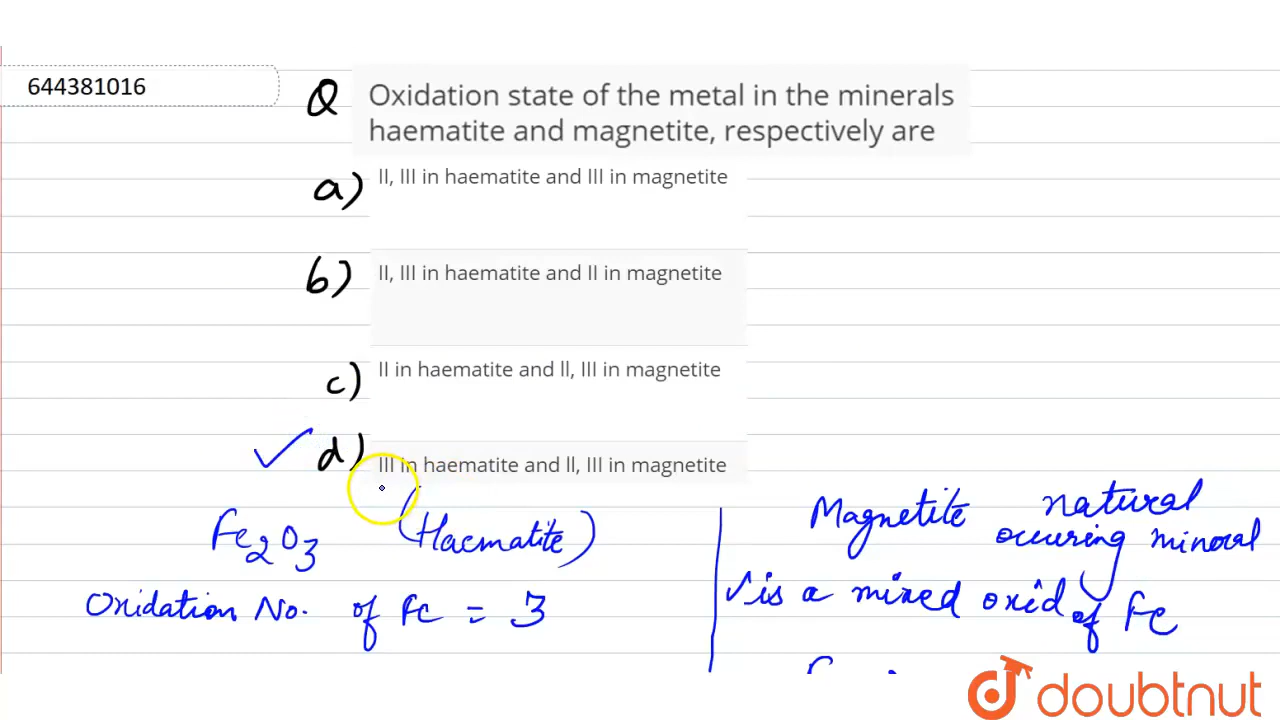 644381016
Q Oxidation state of the metal in the minerals
haematite and magnetite, respectively are
a) II, III in haematite and III in magnetite
b) II, III in haematite and II in magnetite
c) II in haematite and II, III in magnetite
d) III in haematite and II, III in magnetite
Fe2O3 (Haematite)
Oxidation No. of Fe = 3
Magnetite natural
occuring mineral
is a mixed oxid of Fe
doubtnut